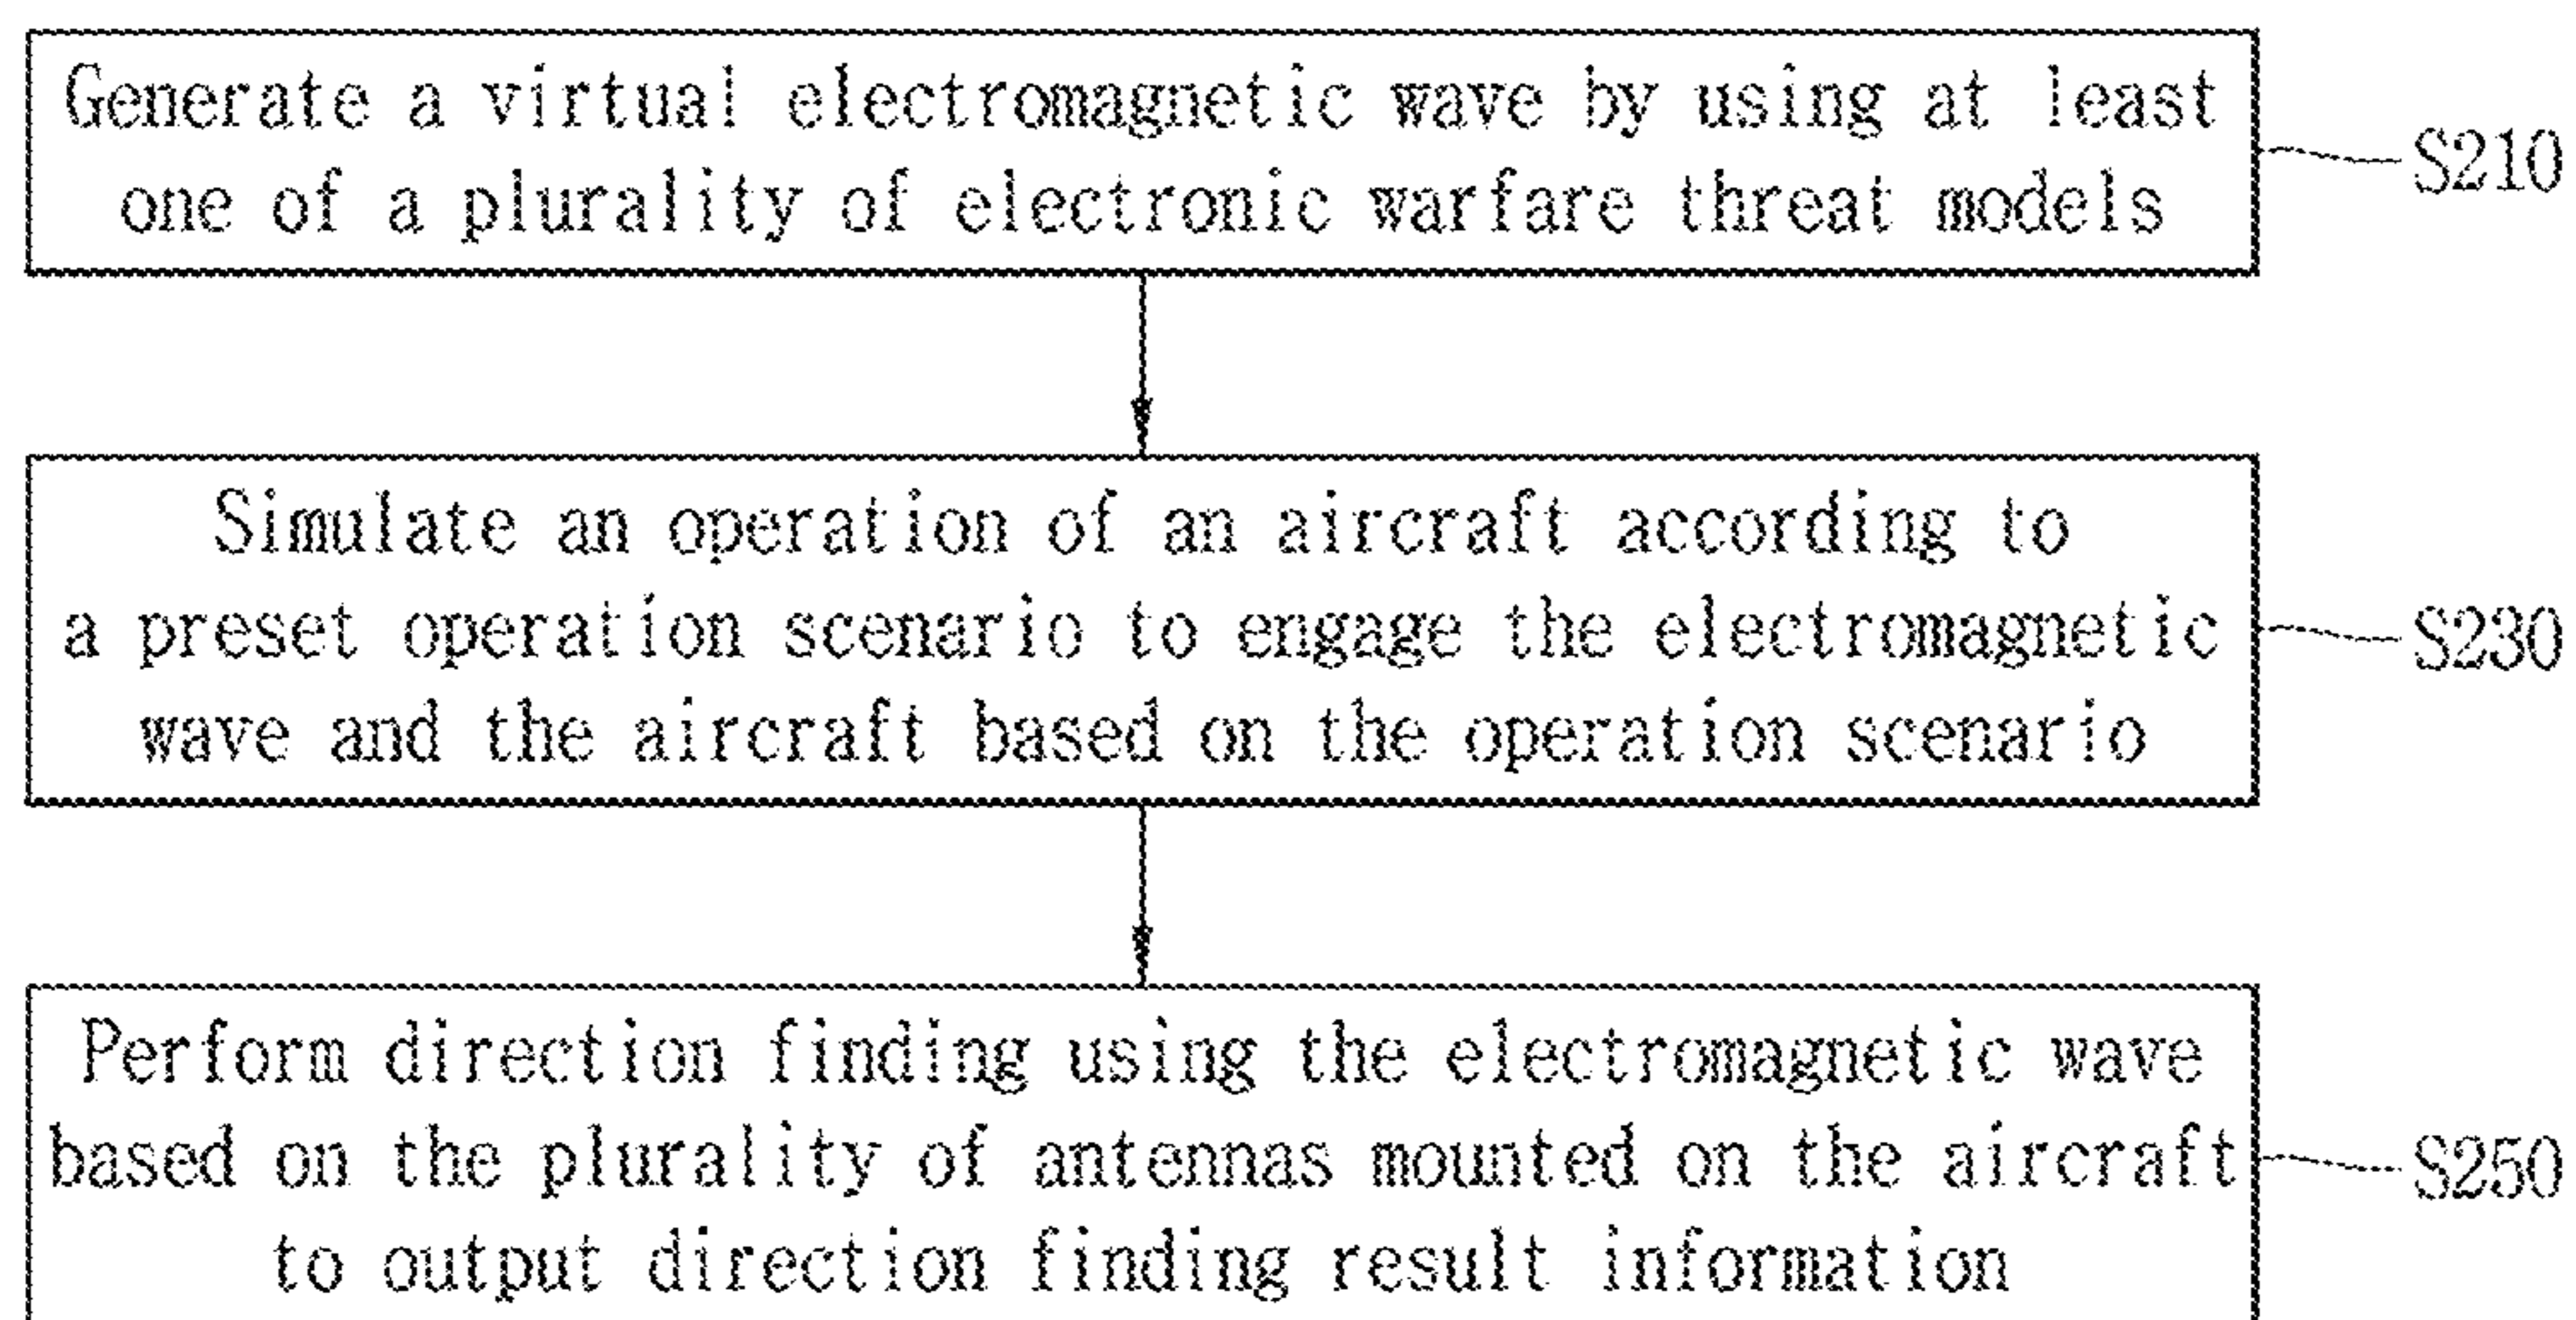 Generate a virtual electromagnetic wave by using at least
one of a plurality of electronic warfare threat models
S210
Simulate an operation of an aircraft according to
a preset operation scenario to engage the electromagnetic
wave and the aircraft based on the operation scenario
S230
Perform direction finding using the electromagnetic wave
based on the plurality of antennas mounted on the aircraft
to output direction finding result information
S250